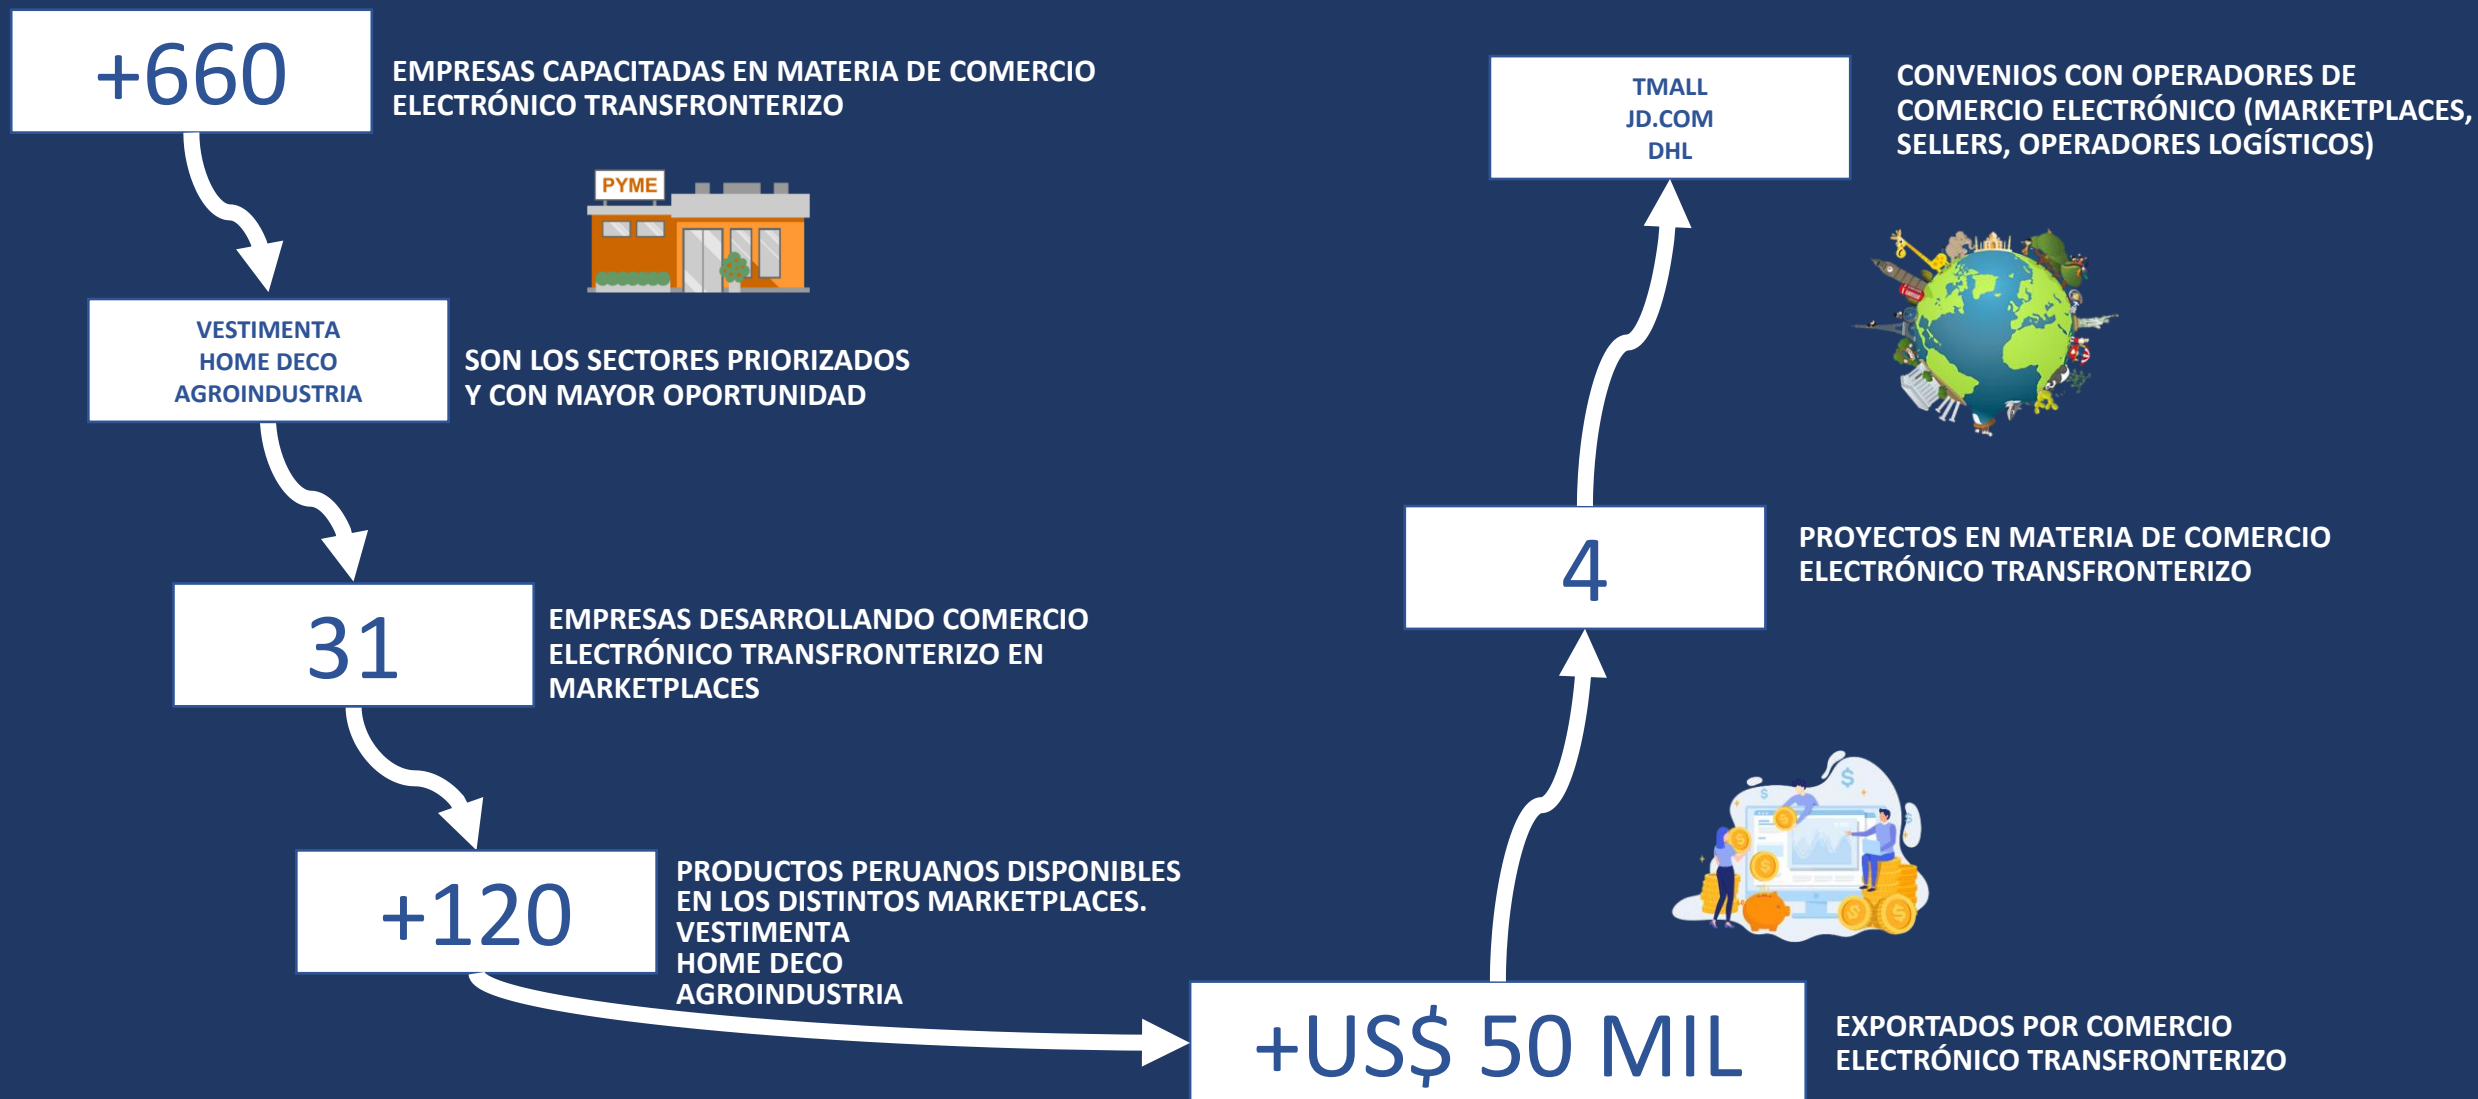 +660
EMPRESAS CAPACITADAS EN MATERIA DE COMERCIO
ELECTRÓNICO TRANSFRONTERIZO
PYME
VESTIMENTA
HOME DECO
AGROINDUSTRIA
SON LOS SECTORES PRIORIZADOS
Y CON MAYOR OPORTUNIDAD
31
EMPRESAS DESARROLLANDO COMERCIO
ELECTRÓNICO TRANSFRONTERIZO EN
MARKETPLACES
+120
PRODUCTOS PERUANOS DISPONIBLES
EN LOS DISTINTOS MARKETPLACES.
VESTIMENTA
HOME DECO
AGROINDUSTRIA
+US$ 50 MIL
EXPORTADOS POR COMERCIO
ELECTRÓNICO TRANSFRONTERIZO
4
PROYECTOS EN MATERIA DE COMERCIO
ELECTRÓNICO TRANSFRONTERIZO
TMALL
JD.COM
DHL
CONVENIOS CON OPERADORES DE
COMERCIO ELECTRÓNICO (MARKETPLACES,
SELLERS, OPERADORES LOGÍSTICOS)